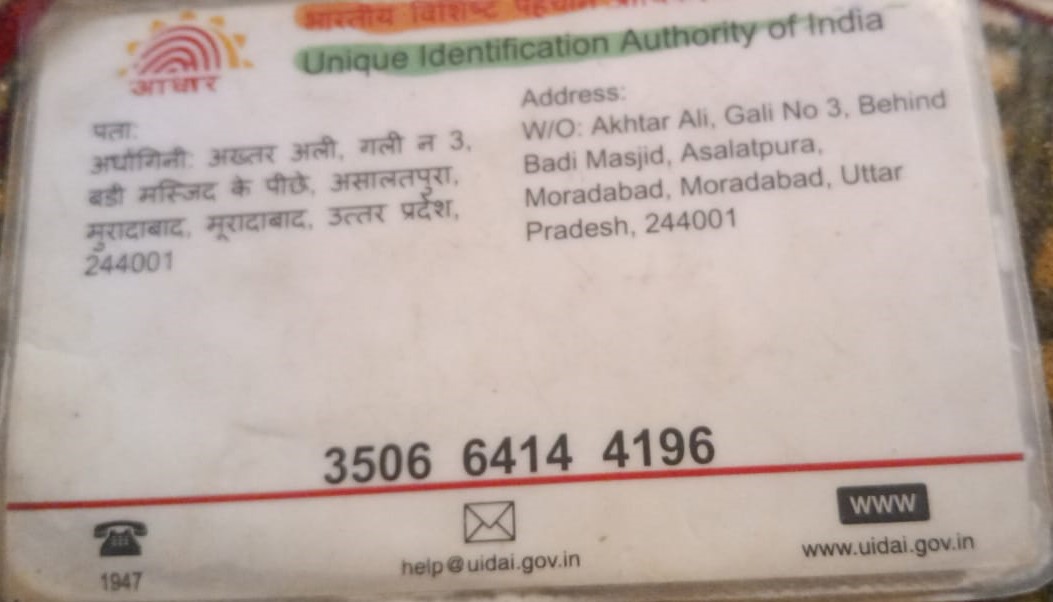 भारतीय विशिष्ट पहचान
Unique Identification Authority of India
आधार
पता:
अर्धांगिनी: अख्तर अली, गली न 3,
बडी मस्जिद के पीछे, असालतपुरा,
मुरादाबाद, मूरादाबाद, उत्तर प्रदेश,
244001
Address:
W/O: Akhtar Ali, Gali No 3, Behind
Badi Masjid, Asalatpura,
Moradabad, Moradabad, Uttar
Pradesh, 244001
3506 6414 4196
1947
help@uidai.gov.in
www
www.uidai.gov.in